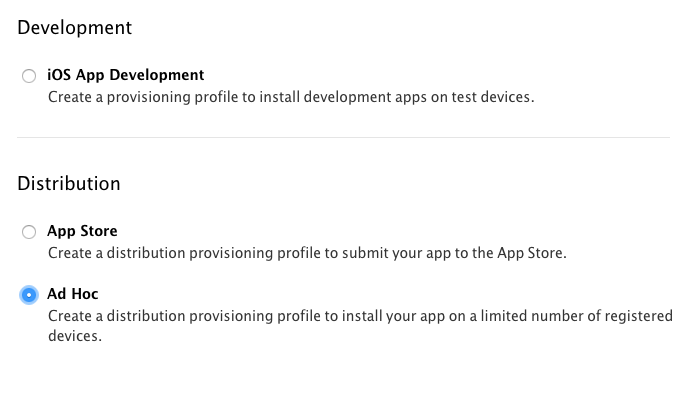 Development
iOS App Development
Create a provisioning profile to install development apps on test devices.
Distribution
App Store
Create a distribution provisioning profile to submit your app to the App Store.
Ad Hoc
Create a distribution provisioning profile to install your app on a limited number of registered
devices.